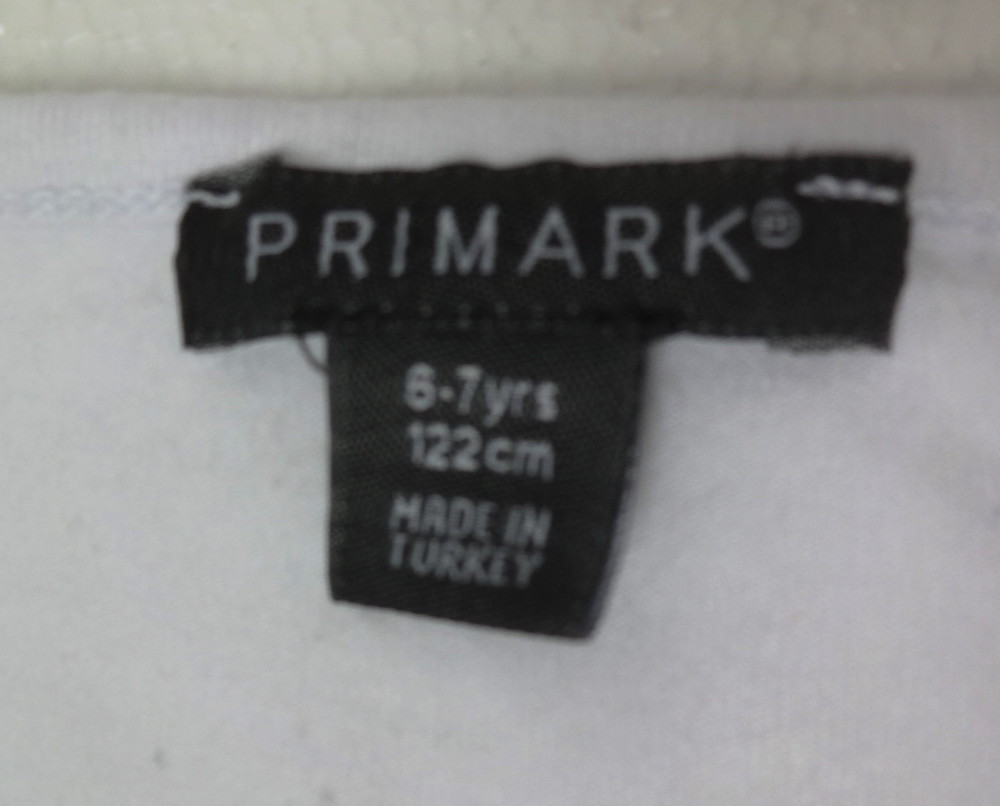 PRIMARK®
6-7yrs
122cm
MADE IN
TURKEY